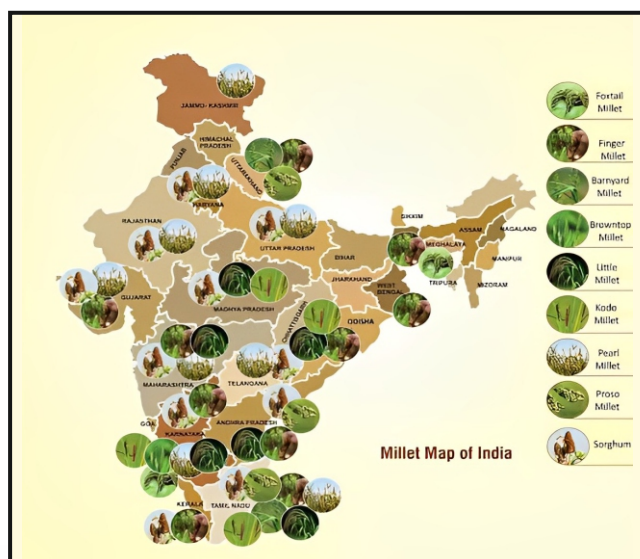 JAMMO- KASHMIR
HIMACHAL
PRADESH
PUNJAB
UTTARAKHAND
HARYANA
RAJASTHAN
UTTAR PRADESH
SIKKIM
ASSAM
NAGALAND
MEGHALAYA
MANIPUR
BIHAR
TRIPURA
MIZORAM
JHARKHAND
WEST
BENGAL
GUJARAT
MADHYA PRADESH
CHHATTISGARH
ODISHA
MAHARASHTRA
TELANGANA
GOA
ANDHRA PRADESH
KARNATAKA
KERALA
TAMIL NADU
Millet Map of India
Foxtail
Millet
Finger
Millet
Barnyard
Millet
Browntop
Millet
Little
Millet
Kodo
Millet
Pearl
Millet
Proso
Millet
Sorghum